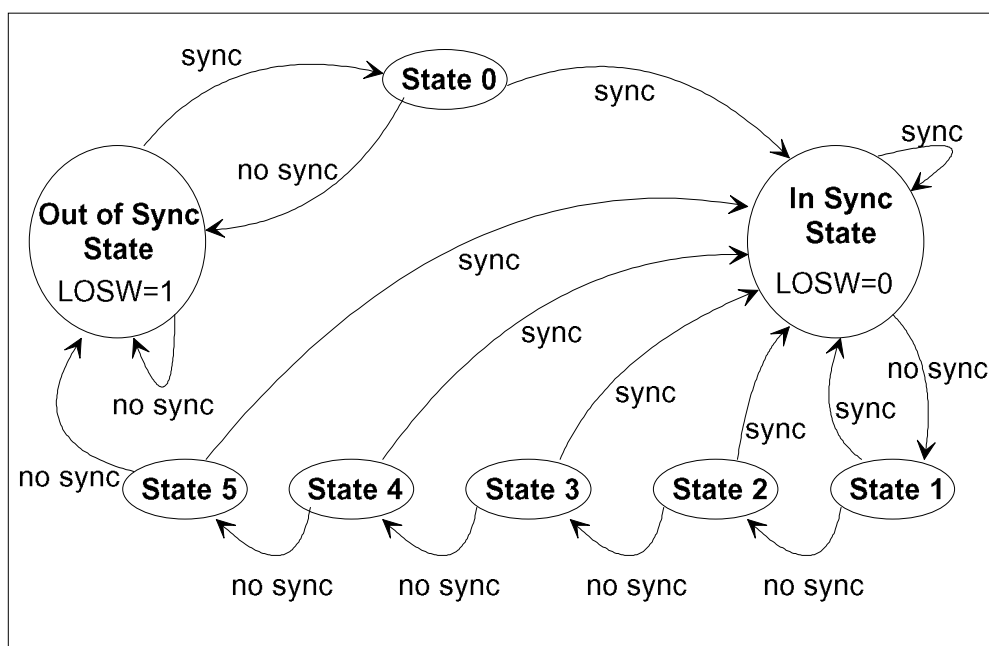 sync
State 0
sync
no sync
sync
Out of Sync
State
LOSW=1
In Sync
State
LOSW=0
sync
sync
no sync
no sync
sync
sync
sync
no sync
State 5
State 4
State 3
State 2
State 1
no sync
no sync
no sync
no sync